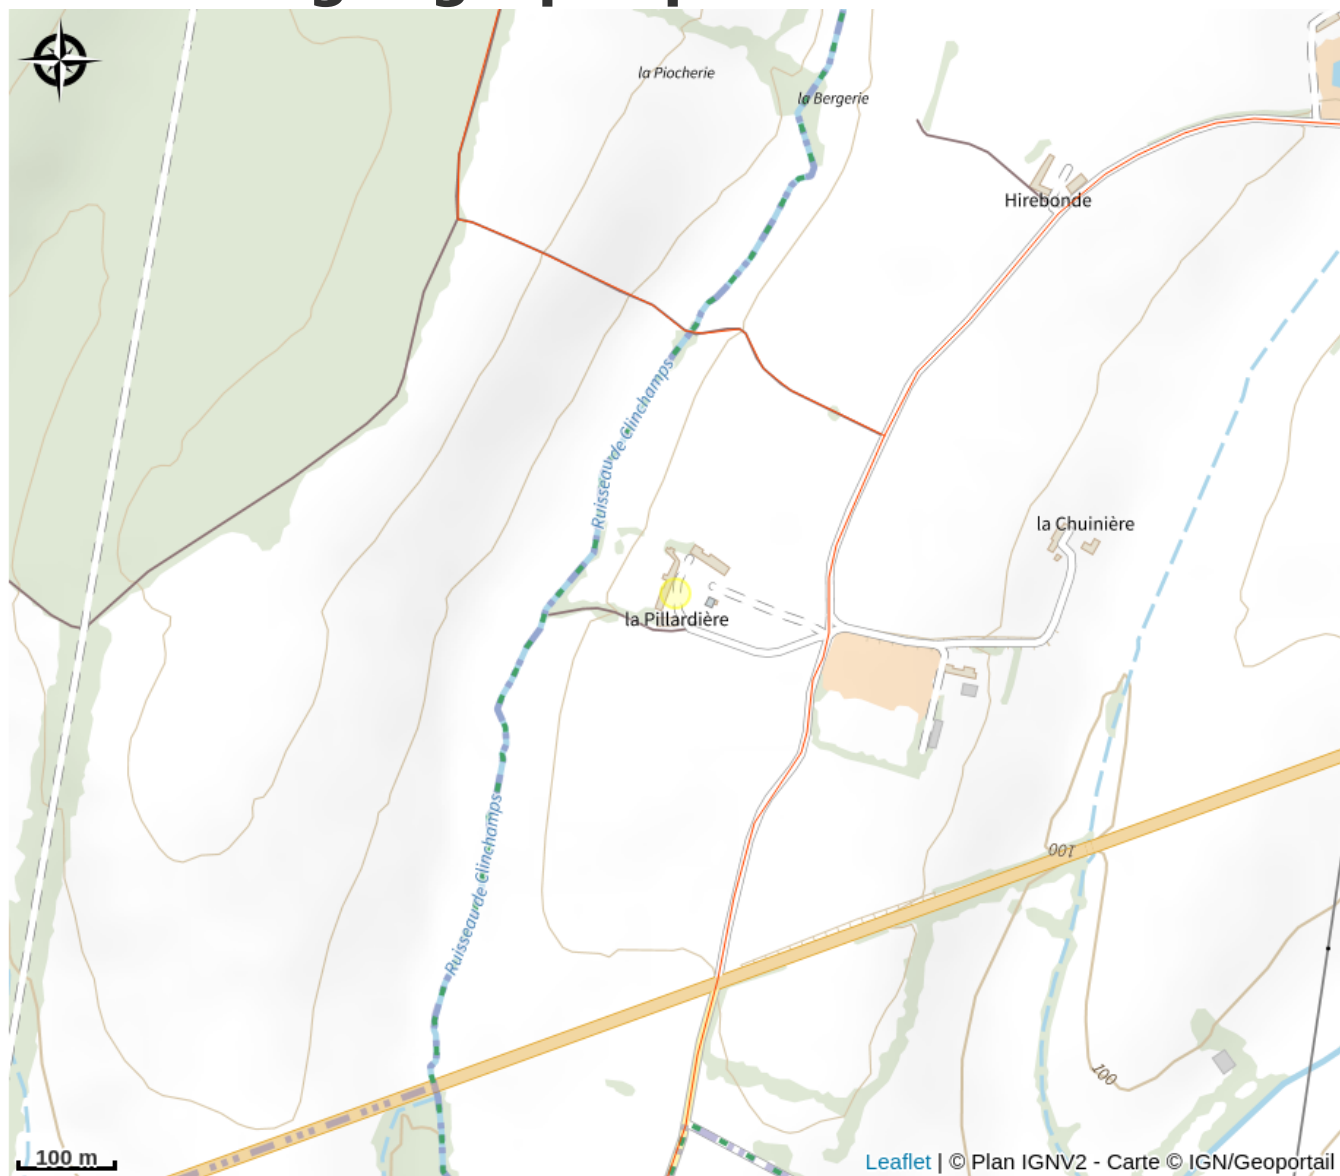 la Piocherie
la Bergerie
Hirebonde
Ruisseau de Clinchamps
la Chuinière
la Pillardière
Ruisseau de Clinchamps
100
100
100 m
Leaflet | © Plan IGNV2 - Carte © IGN/Geoportail